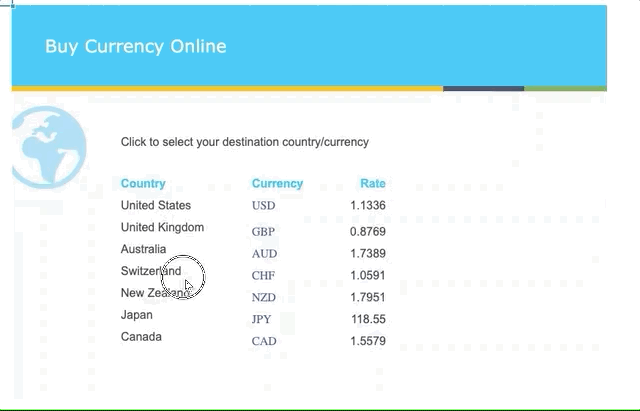 Buy Currency Online
Click to select your destination country/currency
Country Currency Rate
United States USD 1.1336
United Kingdom GBP 0.8769
Australia AUD 1.7389
Switzerland CHF 1.0591
New Zealand NZD 1.7951
Japan JPY 118.55
Canada CAD 1.5579